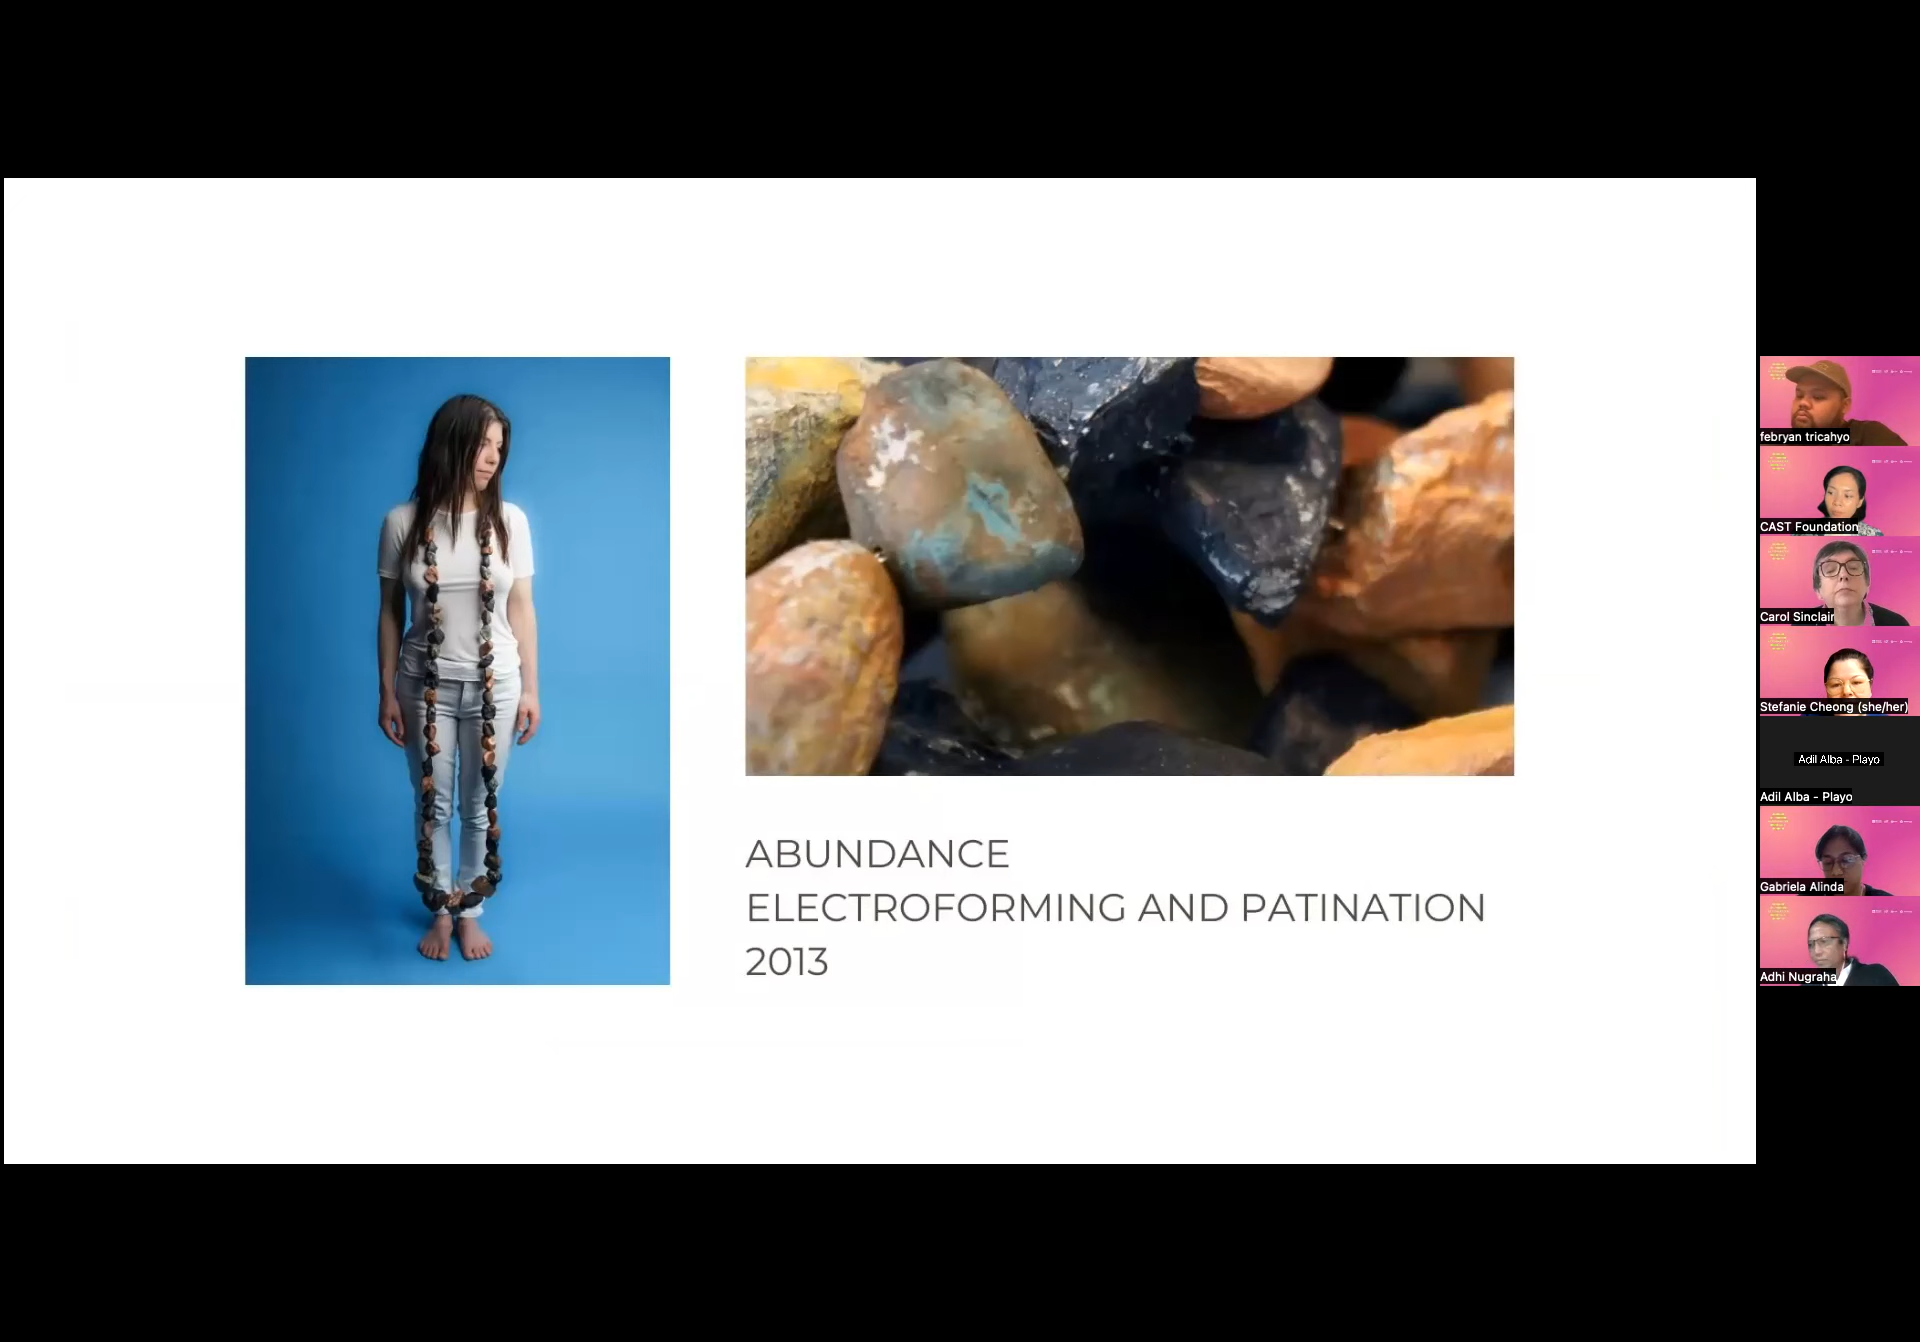 ABUNDANCE
ELECTROFORMING AND PATINATION
2013
febryan tricahyo
CAST Foundation
Carol Sinclair
Stefanie Cheong (she/her)
Adil Alba - Playo
Adil Alba - Playo
Gabriela Alinda
Adhi Nugraha